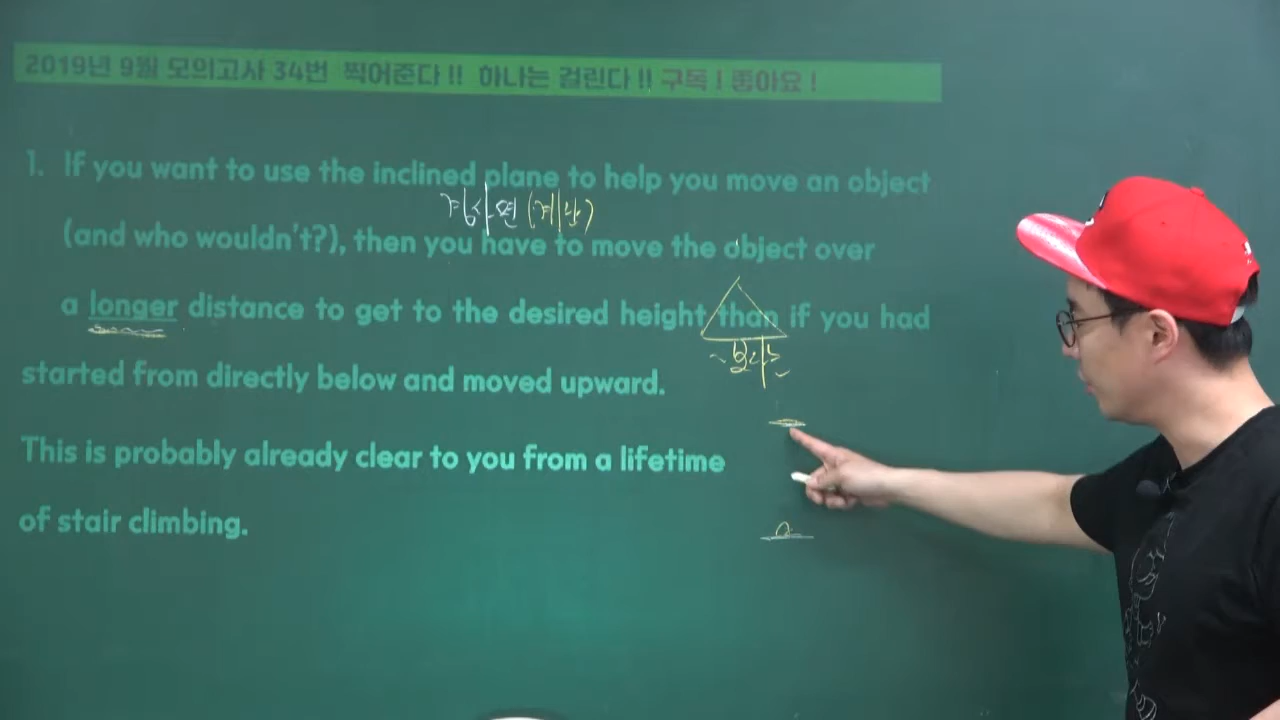 2019년 9월 모의고사 34번 찍어준다 !! 하나는 걸린다 !! 구독 ! 좋아요 !
1. If you want to use the inclined plane to help you move an object
경사면 (계단)
(and who wouldn't?), then you have to move the object over
a longer distance to get to the desired height than if you had
~보다~
started from directly below and moved upward.
This is probably already clear to you from a lifetime
of stair climbing.